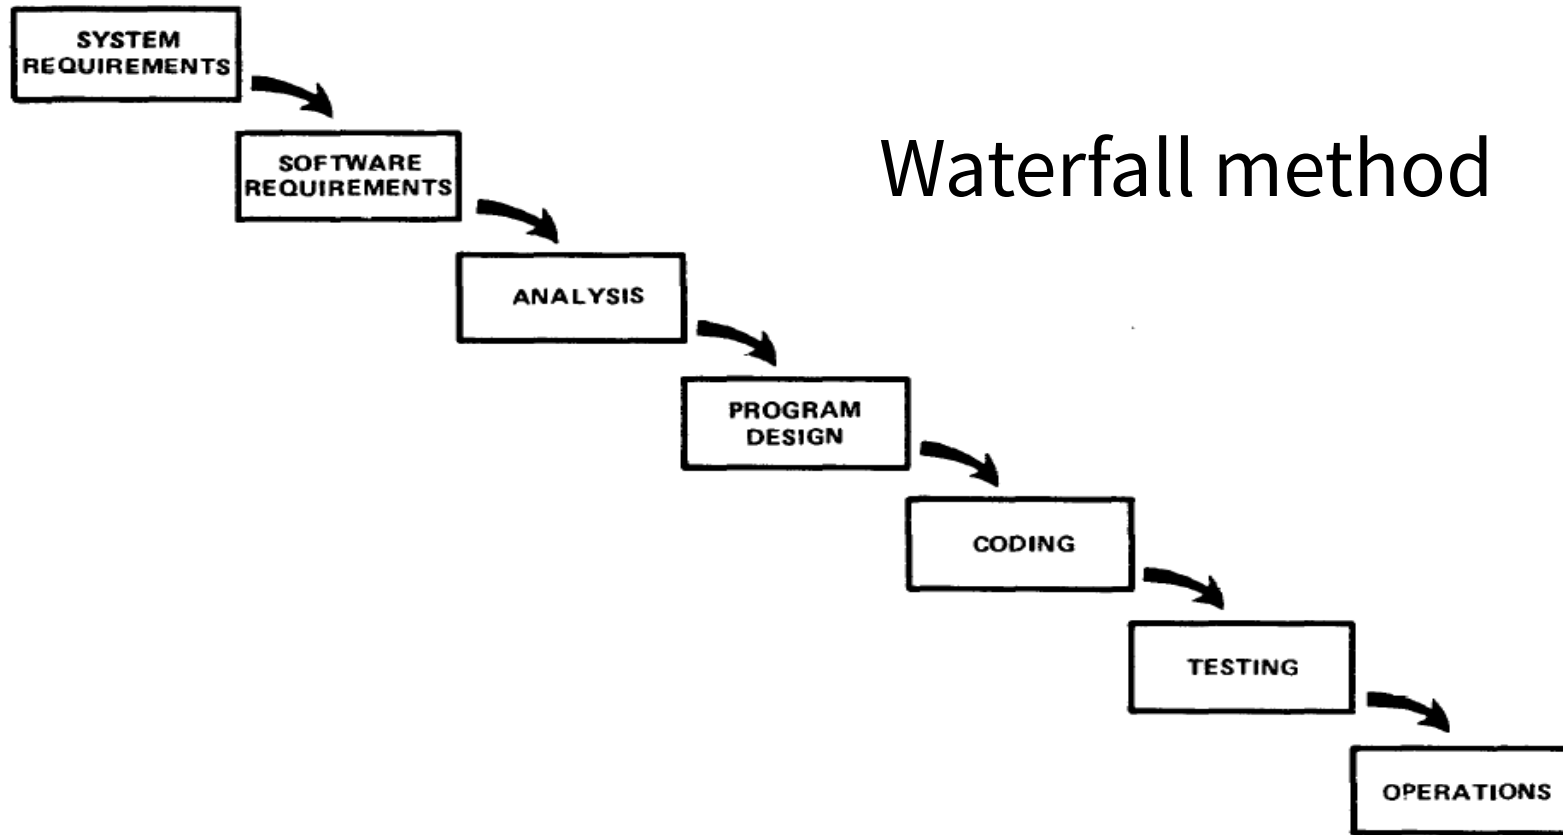 SYSTEM
REQUIREMENTS
SOFTWARE
REQUIREMENTS
Waterfall method
ANALYSIS
PROGRAM
DESIGN
CODING
TESTING
OPERATIONS